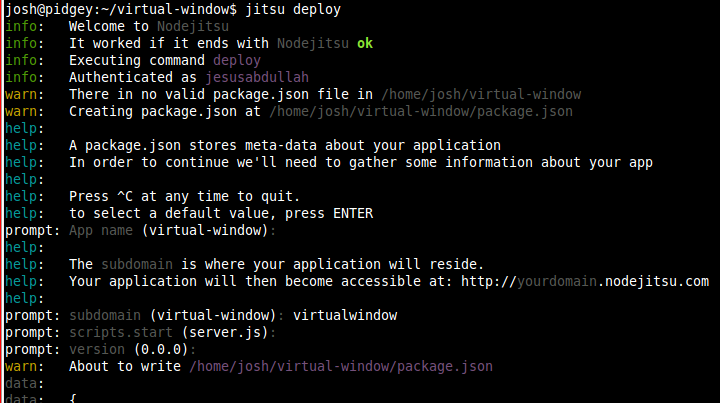 josh@pidgey:~/virtual-window$ jitsu deploy
info:   Welcome to Nodejitsu
info:   It worked if it ends with Nodejitsu ok
info:   Executing command deploy
info:   Authenticated as jesusabdullah
warn:   There in no valid package.json file in /home/josh/virtual-window
warn:   Creating package.json at /home/josh/virtual-window/package.json
help:
help:   A package.json stores meta-data about your application
help:   In order to continue we'll need to gather some information about your app
help:
help:   Press ^C at any time to quit.
help:   to select a default value, press ENTER
prompt: App name (virtual-window):
help:
help:   The subdomain is where your application will reside.
help:   Your application will then become accessible at: http://yourdomain.nodejitsu.com
help:
prompt: subdomain (virtual-window): virtualwindow
prompt: scripts.start (server.js):
prompt: version (0.0.0):
warn:   About to write /home/josh/virtual-window/package.json
data:
data:   {